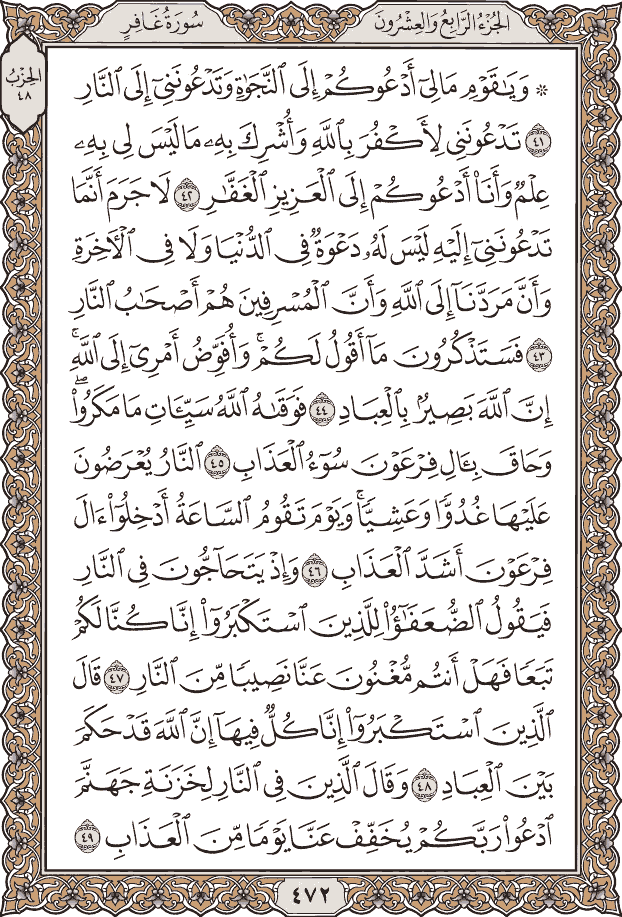 الجُزْءُ الرَّابِعُ وَالعِشْرُونَ
سُورَةُ غَافِرٍ
الحِزْبُ
٤٨
۞ وَيَٰقَوْمِ مَا لِيٓ أَدْعُوكُمْ إِلَى ٱلنَّجَوٰةِ وَتَدْعُونَنِيٓ إِلَى ٱلنَّارِ
٤١ تَدْعُونَنِي لِأَكْفُرَ بِٱللَّهِ وَأُشْرِكَ بِهِۦ مَا لَيْسَ لِي بِهِۦ
عِلْمٌ وَأَنَا۠ أَدْعُوكُمْ إِلَى ٱلْعَزِيزِ ٱلْغَفَّٰرِ ٤٢ لَا جَرَمَ أَنَّمَا
تَدْعُونَنِيٓ إِلَيْهِ لَيْسَ لَهُۥ دَعْوَةٌ فِي ٱلدُّنْيَا وَلَا فِي ٱلْأٓخِرَةِ
وَأَنَّ مَرَدَّنَآ إِلَى ٱللَّهِ وَأَنَّ ٱلْمُسْرِفِينَ هُمْ أَصْحَٰبُ ٱلنَّارِ
٤٣ فَسَتَذْكُرُونَ مَآ أَقُولُ لَكُمْۚ وَأُفَوِّضُ أَمْرِيٓ إِلَى ٱللَّهِۚ
إِنَّ ٱللَّهَ بَصِيرٌۢ بِٱلْعِبَادِ ٤٤ فَوَقَىٰهُ ٱللَّهُ سَيِّـَٔاتِ مَا مَكَرُواْۖ
وَحَاقَ بِـَٔالِ فِرْعَوْنَ سُوٓءُ ٱلْعَذَابِ ٤٥ ٱلنَّارُ يُعْرَضُونَ
عَلَيْهَا غُدُوًّا وَعَشِيًّاۚ وَيَوْمَ تَقُومُ ٱلسَّاعَةُ أَدْخِلُوٓاْ ءَالَ
فِرْعَوْنَ أَشَدَّ ٱلْعَذَابِ ٤٦ وَإِذْ يَتَحَآجُّونَ فِي ٱلنَّارِ
فَيَقُولُ ٱلضُّعَفَٰٓؤُاْ لِلَّذِينَ ٱسْتَكْبَرُوٓاْ إِنَّا كُنَّا لَكُمْ
تَبَعًا فَهَلْ أَنتُم مُّغْنُونَ عَنَّا نَصِيبًا مِّنَ ٱلنَّارِ ٤٧ قَالَ
ٱلَّذِينَ ٱسْتَكْبَرُوٓاْ إِنَّا كُلٌّ فِيهَآ إِنَّ ٱللَّهَ قَدْ حَكَمَ
بَيْنَ ٱلْعِبَادِ ٤٨ وَقَالَ ٱلَّذِينَ فِي ٱلنَّارِ لِخَزَنَةِ جَهَنَّمَ
ٱدْعُواْ رَبَّكُمْ يُخَفِّفْ عَنَّا يَوْمًا مِّنَ ٱلْعَذَابِ ٤٩
٤٧٢